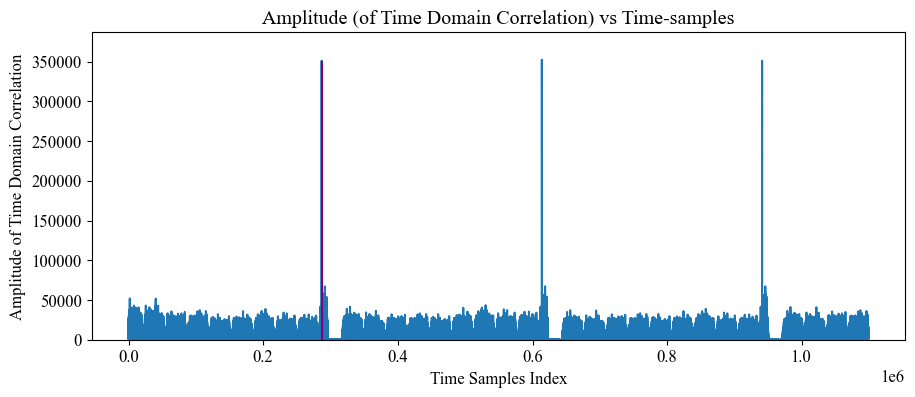 Amplitude (of Time Domain Correlation) vs Time-samples
Amplitude of Time Domain Correlation
350000
300000
250000
200000
150000
100000
50000
0
0.0 0.2 0.4 0.6 0.8 1.0
1e6
Time Samples Index